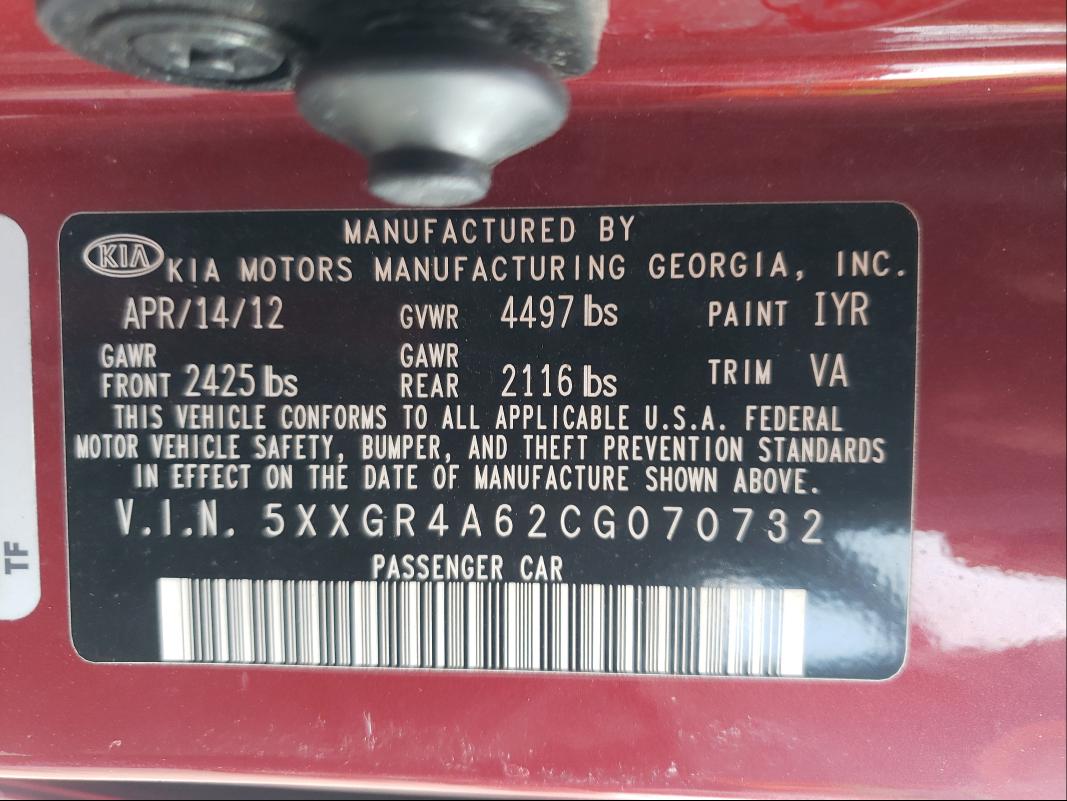 MANUFACTURED BY
KIA KIA MOTORS MANUFACTURING GEORGIA, INC.
APR/14/12 GVWR 4497 lbs PAINT IYR
GAWR FRONT 2425 lbs GAWR REAR 2116 lbs TRIM VA
THIS VEHICLE CONFORMS TO ALL APPLICABLE U.S.A. FEDERAL
MOTOR VEHICLE SAFETY, BUMPER, AND THEFT PREVENTION STANDARDS
IN EFFECT ON THE DATE OF MANUFACTURE SHOWN ABOVE.
V.I.N. 5XXGR4A62CG070732
PASSENGER CAR
TF